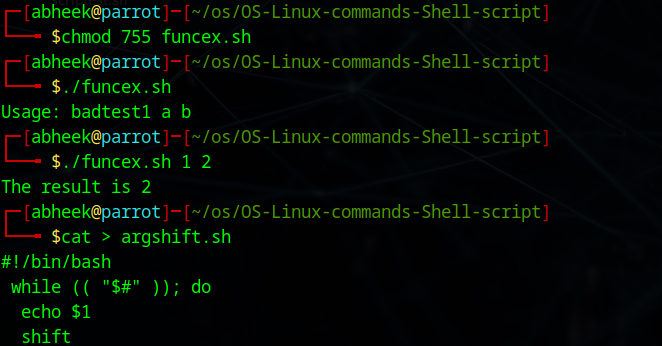 ┌─[abheek@parrot]─[~/os/OS-Linux-commands-Shell-script]
└──╼ $chmod 755 funcex.sh
┌─[abheek@parrot]─[~/os/OS-Linux-commands-Shell-script]
└──╼ $./funcex.sh
Usage: badtest1 a b
┌─[abheek@parrot]─[~/os/OS-Linux-commands-Shell-script]
└──╼ $./funcex.sh 1 2
The result is 2
┌─[abheek@parrot]─[~/os/OS-Linux-commands-Shell-script]
└──╼ $cat > argshift.sh
#!/bin/bash
 while (( "$#" )); do
  echo $1
  shift